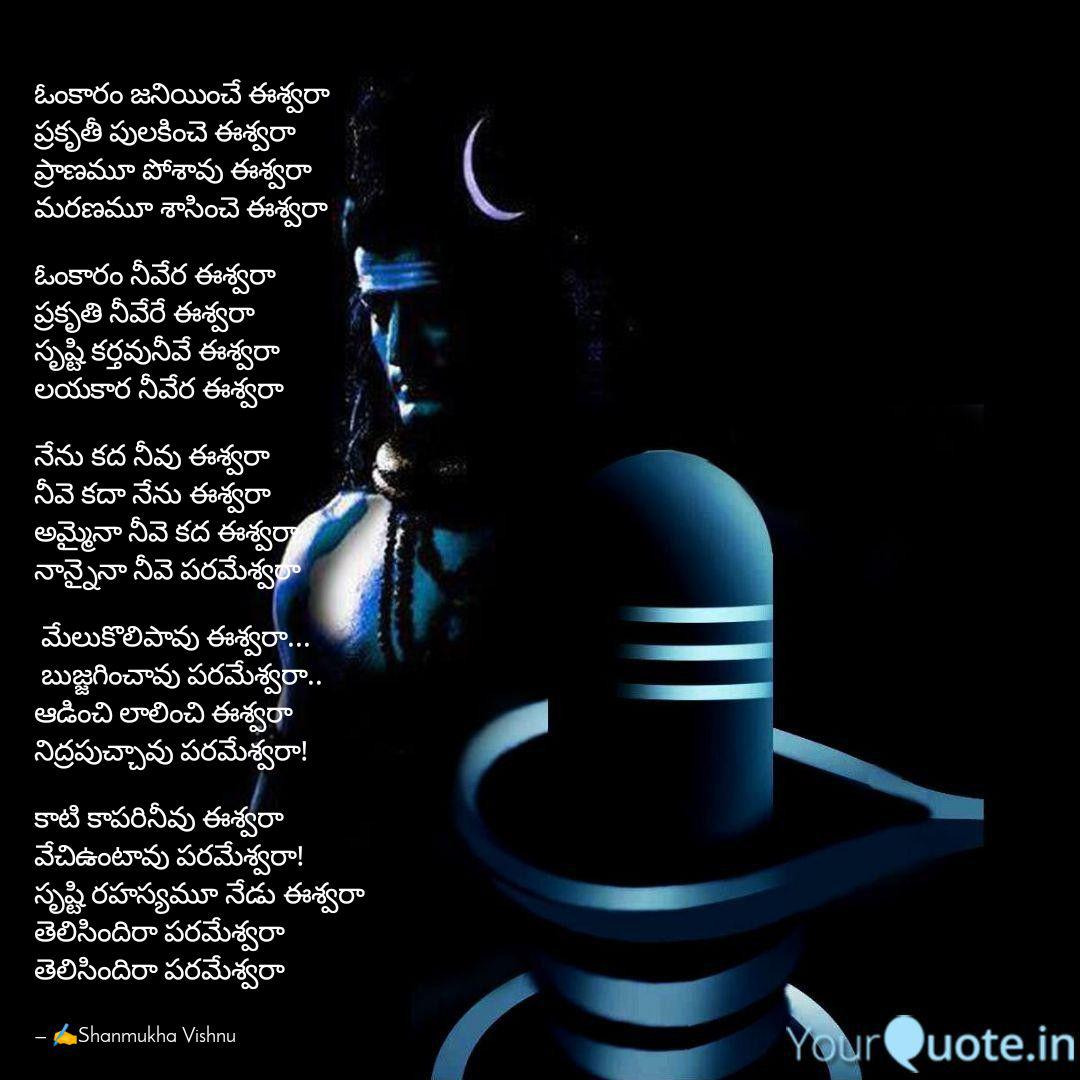 ఓంకారం జనియించే ఈశ్వరా
ప్రకృతీ పులకించె ఈశ్వరా
ప్రాణమూ పోశావు ఈశ్వరా
మరణమూ శాసించె ఈశ్వరా
ఓంకారం నీవేర ఈశ్వరా
ప్రకృతి నీవేరే ఈశ్వరా
సృష్టి కర్తవునీవే ఈశ్వరా
లయకార నీవేర ఈశ్వరా
నేను కద నీవు ఈశ్వరా
నీవె కదా నేను ఈశ్వరా
అమ్మైనా నీవె కద ఈశ్వరా
నాన్నైనా నీవె పరమేశ్వరా
మేలుకొలిపావు ఈశ్వరా...
బుజ్జగించావు పరమేశ్వరా..
ఆడించి లాలించి ఈశ్వరా
నిద్రపుచ్చావు పరమేశ్వరా!
కాటి కాపరినీవు ఈశ్వరా
వేచిఉంటావు పరమేశ్వరా!
సృష్టి రహస్యమూ నేడు ఈశ్వరా
తెలిసిందిరా పరమేశ్వరా
తెలిసిందిరా పరమేశ్వరా
– ✍️Shanmukha Vishnu
YourQuote.in